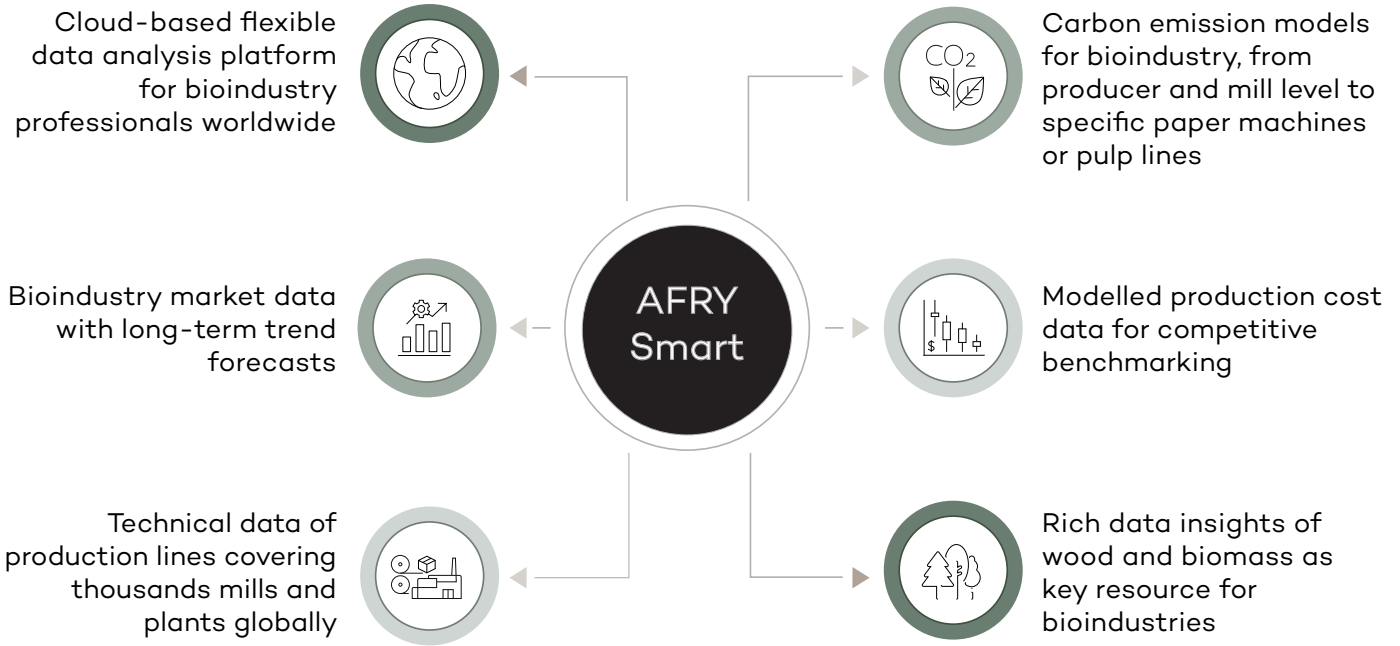 Cloud-based flexible
data analysis platform
for bioindustry
professionals worldwide
Bioindustry market data
with long-term trend
forecasts
Technical data of
production lines covering
thousands mills and
plants globally
AFRY
Smart
CO2
Carbon emission models
for bioindustry, from
producer and mill level to
specific paper machines
or pulp lines
$
Modelled production cost
data for competitive
benchmarking
Rich data insights of
wood and biomass as
key resource for
bioindustries